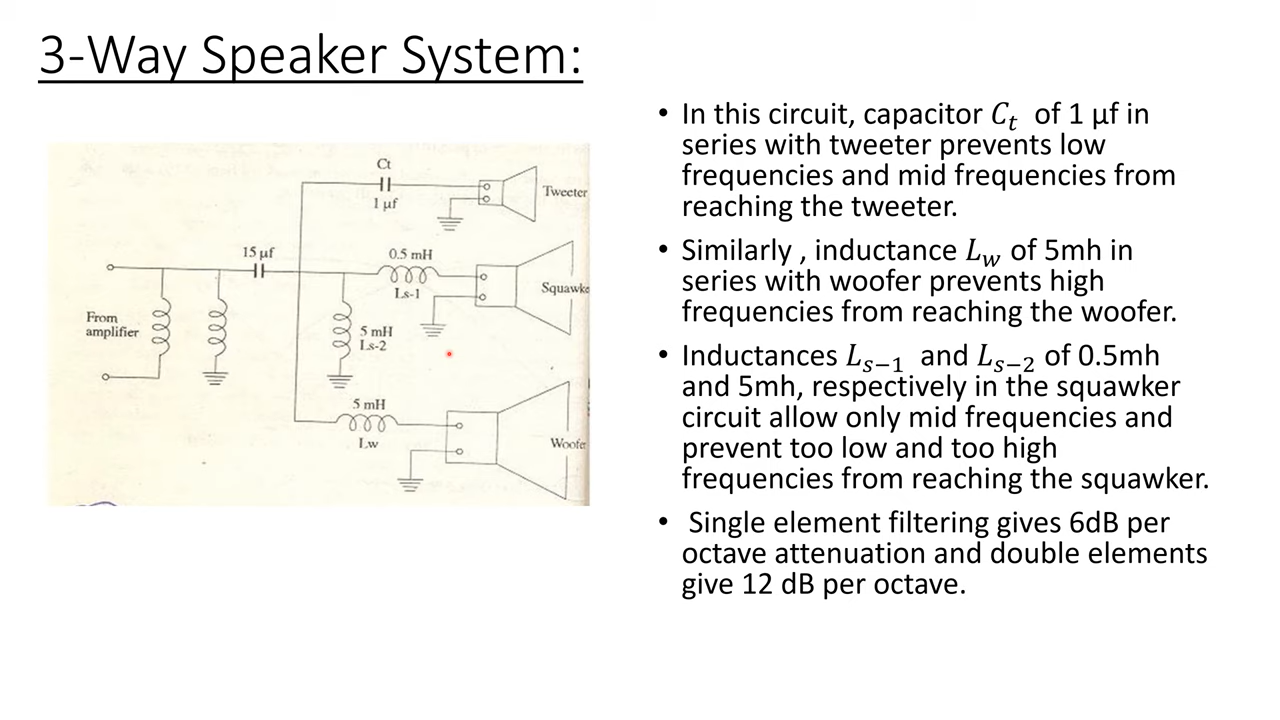 3-Way Speaker System:
Ct
1 µf
Tweeter
15 µf
0.5 mH
Ls-1
Squawke
From
amplifier
5 mH
Ls-2
5 mH
Lw
Woofe
• In this circuit, capacitor Cₜ of 1 µf in
series with tweeter prevents low
frequencies and mid frequencies from
reaching the tweeter.
• Similarly , inductance L_w of 5mh in
series with woofer prevents high
frequencies from reaching the woofer.
• Inductances Lₛ₋₁ and Lₛ₋₂ of 0.5mh
and 5mh, respectively in the squawker
circuit allow only mid frequencies and
prevent too low and too high
frequencies from reaching the squawker.
• Single element filtering gives 6dB per
octave attenuation and double elements
give 12 dB per octave.